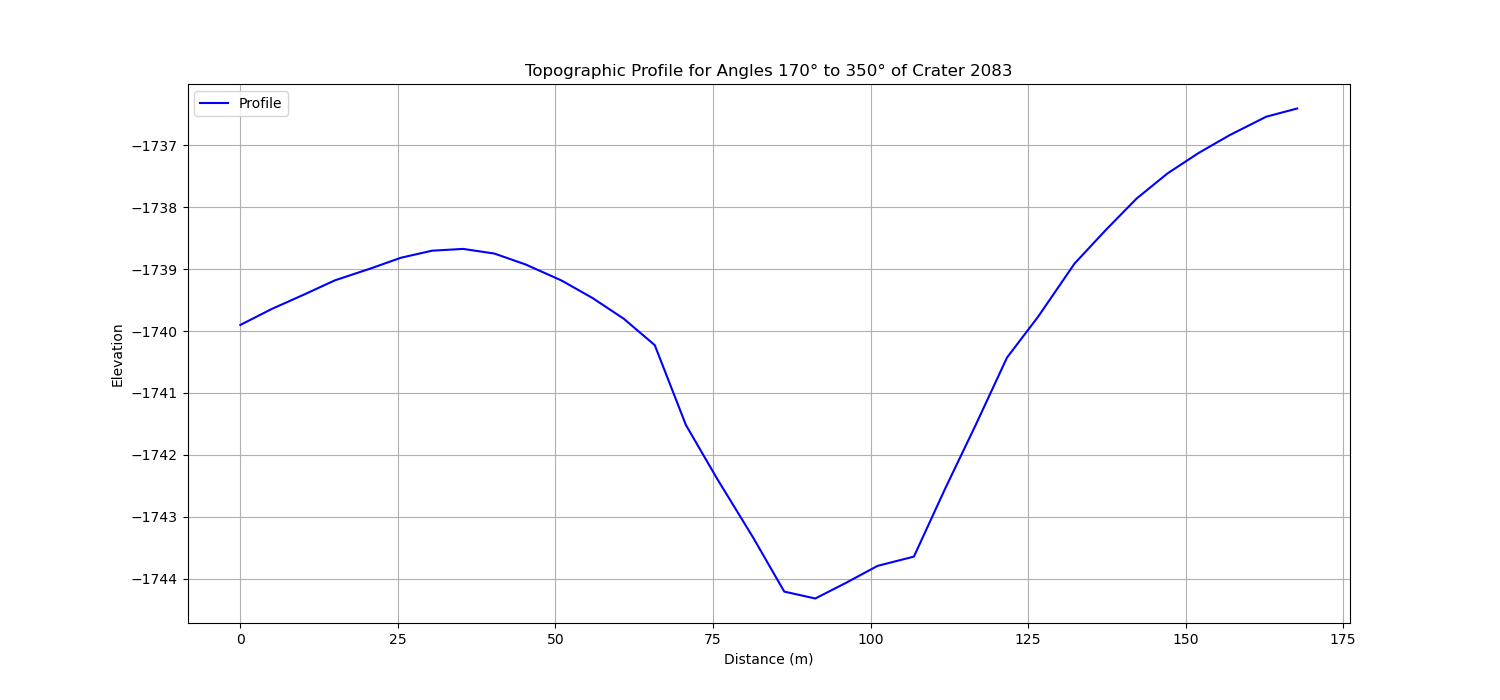 Topographic Profile for Angles 170° to 350° of Crater 2083
Profile
Elevation
−1737
−1738
−1739
−1740
−1741
−1742
−1743
−1744
0 25 50 75 100 125 150 175
Distance (m)